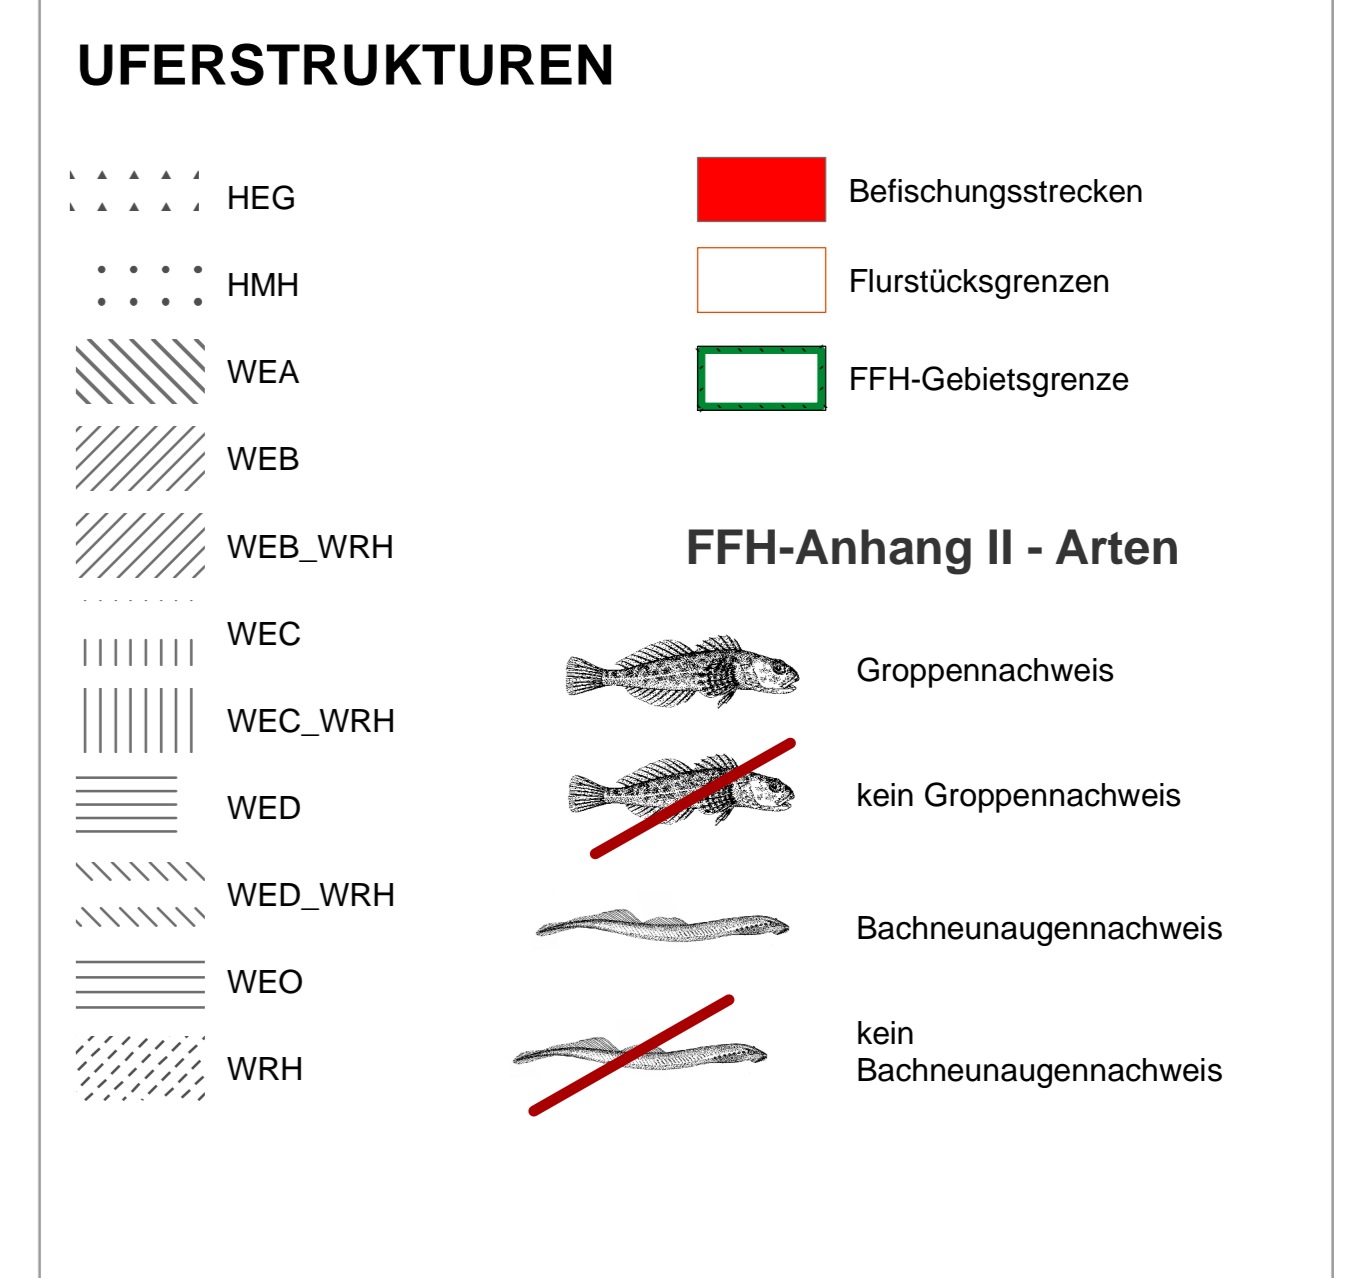 UFERSTRUKTUREN
HEG
HMH
WEA
WEB
WEB_WRH
WEC
WEC_WRH
WED
WED_WRH
WEO
WRH
Befischungsstrecken
Flurstücksgrenzen
FFH-Gebietsgrenze
FFH-Anhang II - Arten
Groppennachweis
kein Groppennachweis
Bachneunaugennachweis
kein
Bachneunaugennachweis